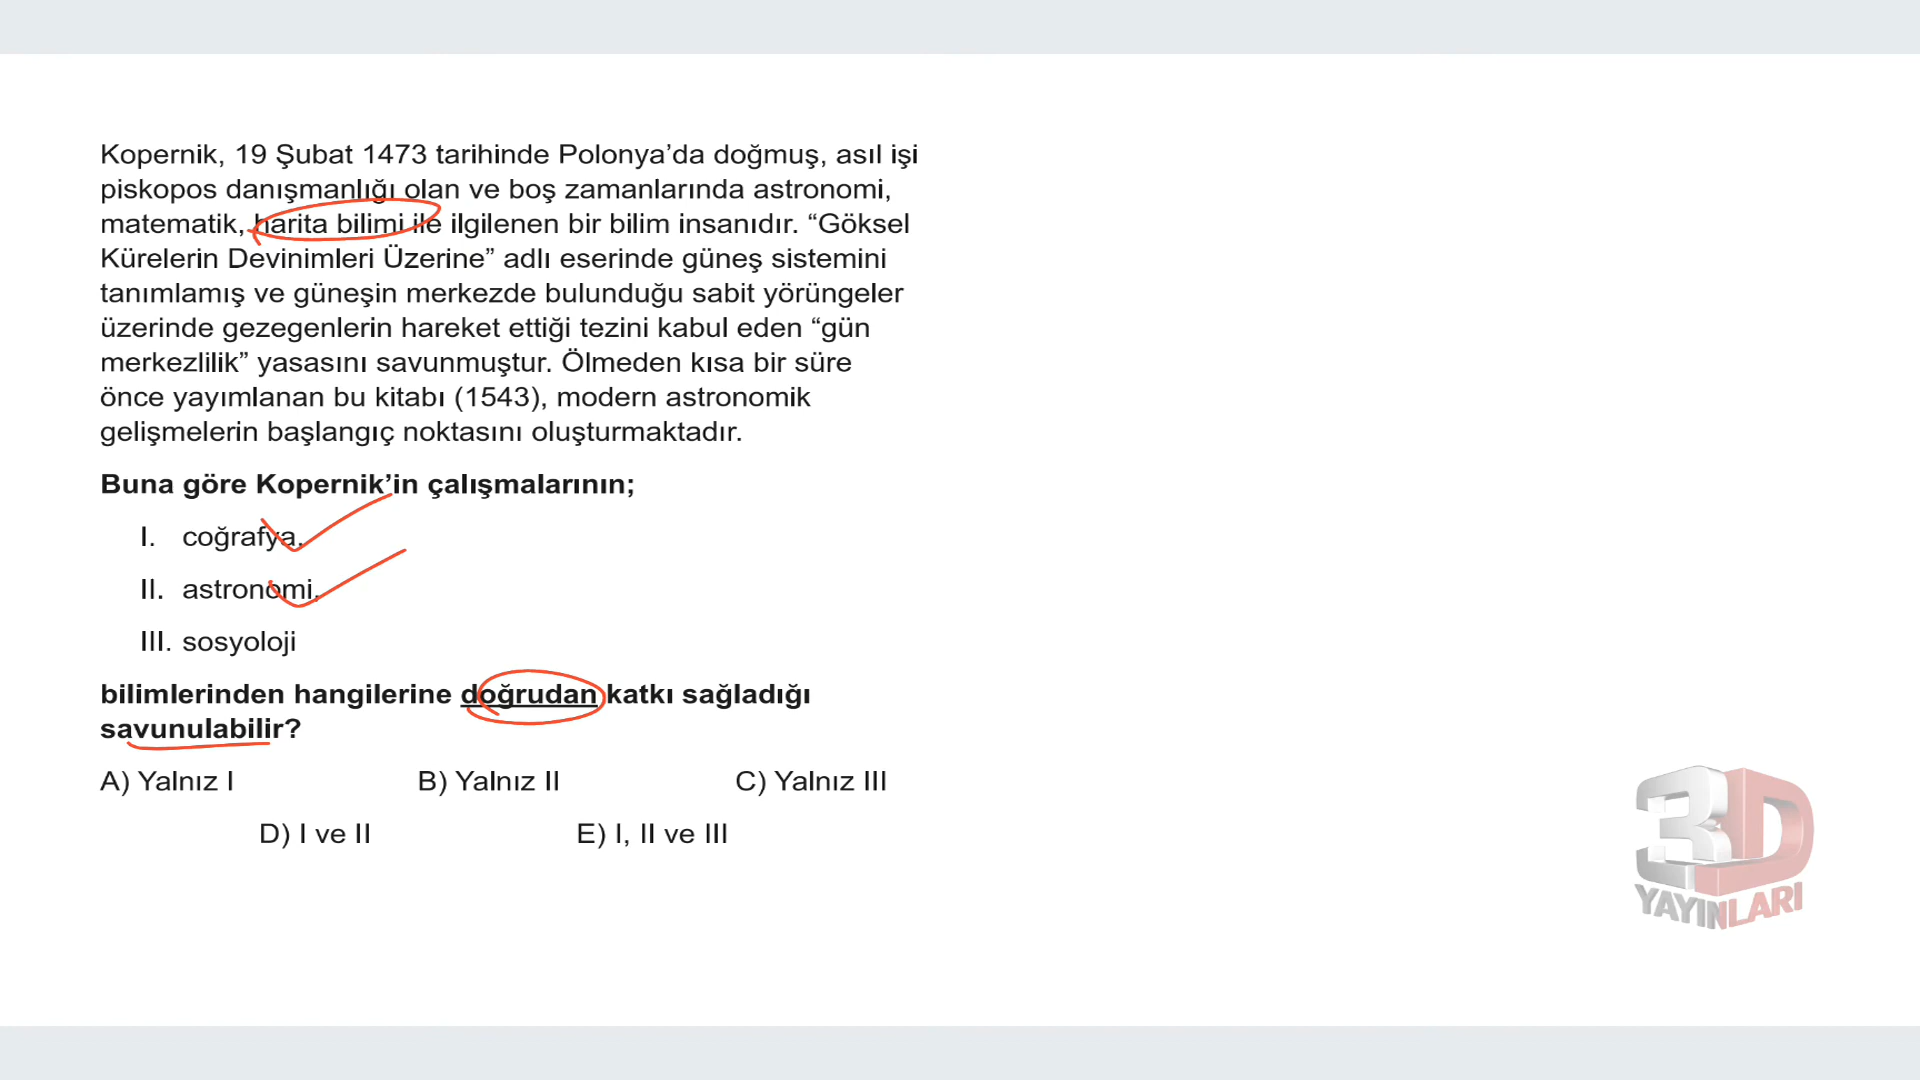 Kopernik, 19 Şubat 1473 tarihinde Polonya’da doğmuş, asıl işi
piskopos danışmanlığı olan ve boş zamanlarında astronomi,
matematik, harita bilimi ile ilgilenen bir bilim insanıdır. “Göksel
Kürelerin Devinimleri Üzerine” adlı eserinde güneş sistemini
tanımlamış ve güneşin merkezde bulunduğu sabit yörüngeler
üzerinde gezegenlerin hareket ettiği tezini kabul eden “gün
merkezlilik” yasasını savunmuştur. Ölmeden kısa bir süre
önce yayımlanan bu kitabı (1543), modern astronomik
gelişmelerin başlangıç noktasını oluşturmaktadır.
Buna göre Kopernik’in çalışmalarının;
I. coğrafya,
II. astronomi,
III. sosyoloji
bilimlerinden hangilerine doğrudan katkı sağladığı
savunulabilir?
A) Yalnız I B) Yalnız II C) Yalnız III
D) I ve II E) I, II ve III
3D
YAYINLARI